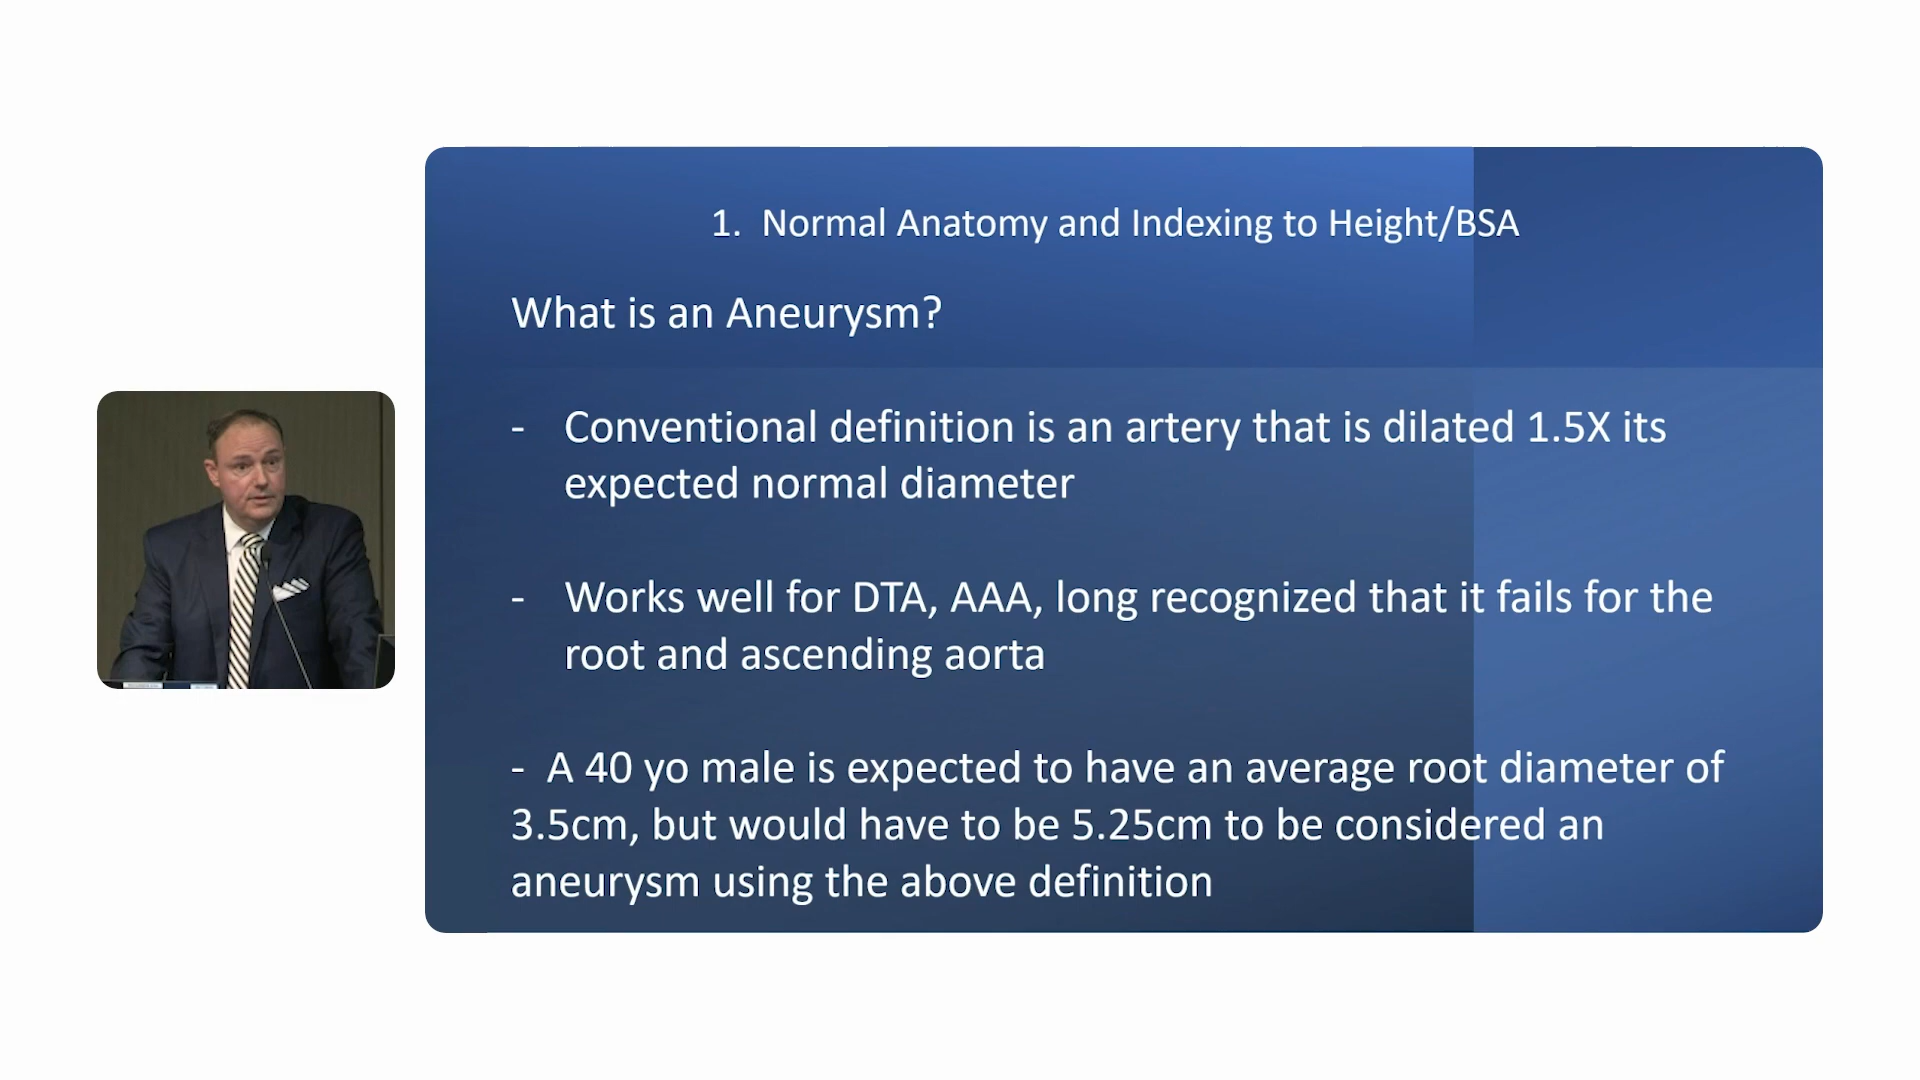 1. Normal Anatomy and Indexing to Height/BSA
What is an Aneurysm?
- Conventional definition is an artery that is dilated 1.5X its
expected normal diameter
- Works well for DTA, AAA, long recognized that it fails for the
root and ascending aorta
- A 40 yo male is expected to have an average root diameter of
3.5cm, but would have to be 5.25cm to be considered an
aneurysm using the above definition